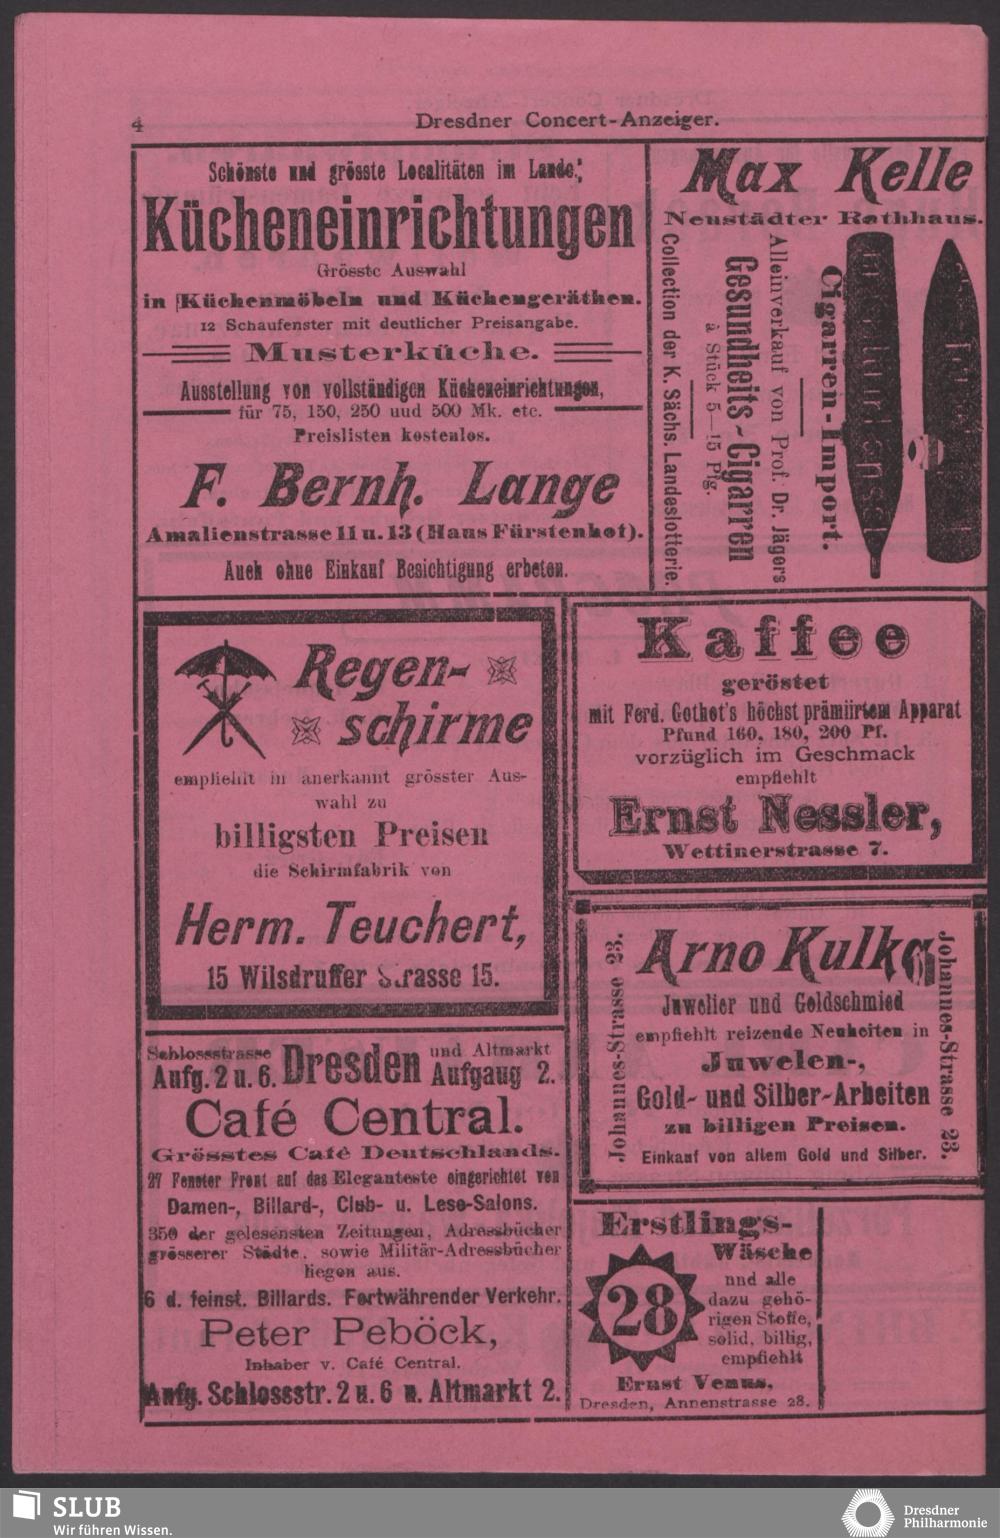 4
Dresdner Concert-Anzeiger.
Schönste und grösste Localitäten im Lande.
Kücheneinrichtungen
Grösste Auswahl
in Küchenmöbeln und Küchengeräthen.
12 Schaufenster mit deutlicher Preisangabe.
Musterküche.
Ausstellung von vollständigen Kücheneinrichtungen,
für 75, 150, 250 uud 500 Mk. etc.
Preislisten kostenlos.
F. Bernh. Lange
Amalienstrasse 11 u. 13 (Haus Fürstenhof).
Auch ohne Einkauf Besichtigung erbeten.
Max Kelle
Neustädter Rathhaus.
Cigarren-Import.
Alleinverkauf von Prof. Dr. Jägers
Gesundheits-Cigarren
à Stück 5—15 Pfg.
Collection der K. Sächs. Landeslotterie.
Regen-
schirme
empfiehlt in anerkannt grösster Aus-
wahl zu
billigsten Preisen
die Schirmfabrik von
Herm. Teuchert,
15 Wilsdruffer Strasse 15.
Kaffee
geröstet
mit Ferd. Gothot's höchst prämiirtem Apparat
Pfund 160, 180, 200 Pf.
vorzüglich im Geschmack
empfiehlt
Ernst Nessler,
Wettinerstrasse 7.
Johannes-Strasse 23.
Arno Kulka
Juwelier und Goldschmied
empfiehlt reizende Neuheiten in
Juwelen-,
Gold- und Silber-Arbeiten
zu billigen Preisen.
Einkauf von altem Gold und Silber.
Johannes-Strasse 23.
Schlossstrasse
Aufg. 2 u. 6.
Dresden
und Altmarkt
Aufgaug 2.
Café Central.
Grösstes Café Deutschlands.
27 Fenster Front auf das Eleganteste eingerichtet von
Damen-, Billard-, Club- u. Lese-Salons.
350 der gelesensten Zeitungen, Adressbücher
grösserer Städte, sowie Militär-Adressbücher
liegen aus.
6 d. feinst. Billards. Fortwährender Verkehr.
Peter Peböck,
Inhaber v. Café Central.
Aufg. Schlossstr. 2 u. 6 u. Altmarkt 2.
Erstlings-
Wäsche
28
und alle
dazu gehö-
rigen Stoffe,
solid, billig,
empfiehlt
Ernst Venus,
Dresden, Annenstrasse 28.
SLUB
Wir führen Wissen.
Dresdner
Philharmonie